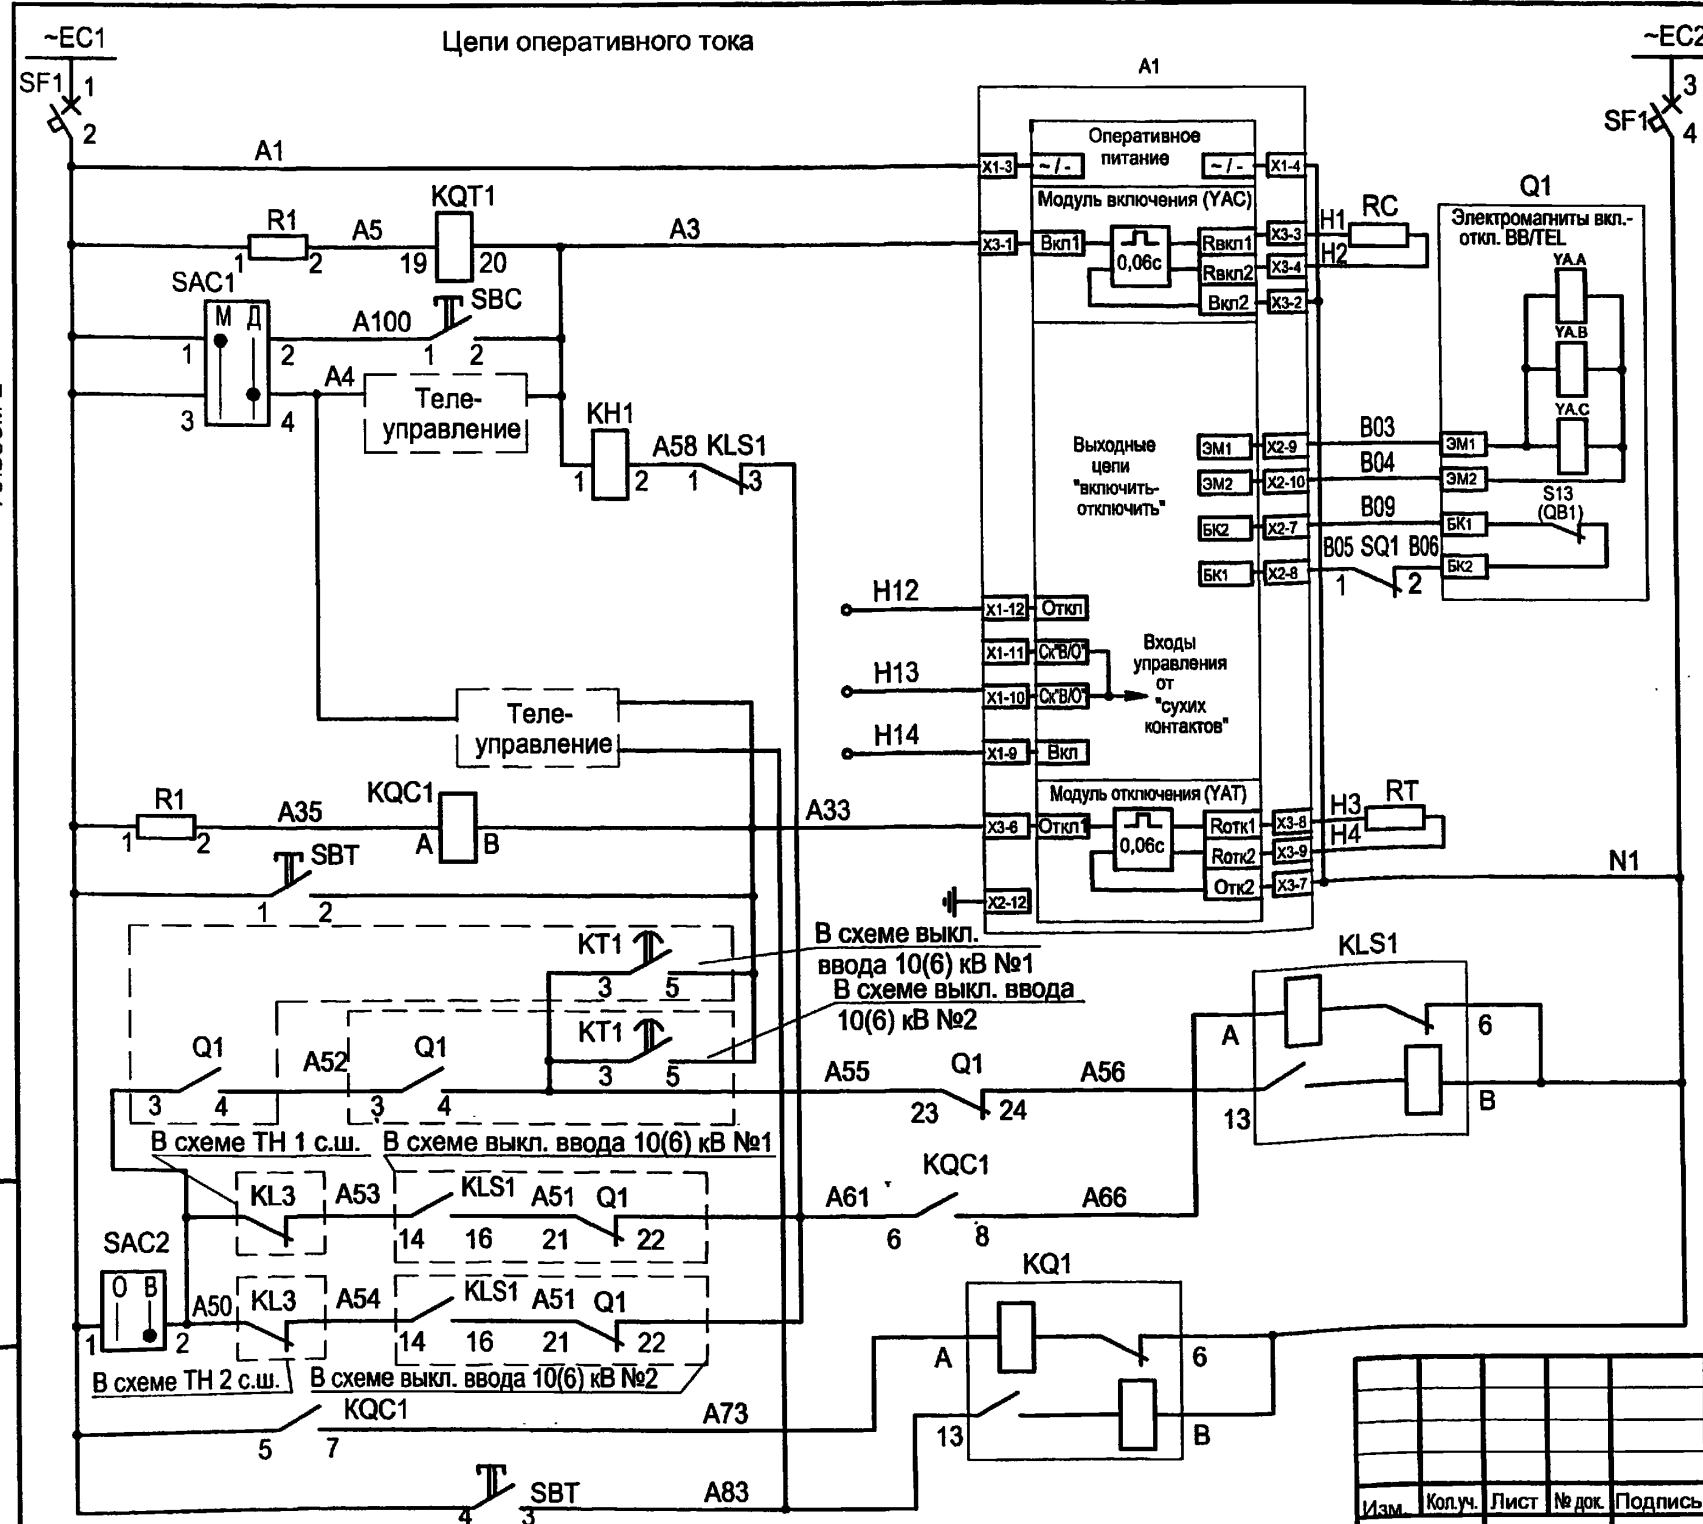 ~EC1
Цепи оперативного тока
~EC2
SF1 1
2
3
SF1 4
A1
A1
Оперативное
питание
X1-3 ~/- ~/- X1-4
Модуль включения (YAC)
KQT1
R1 A5 A3
1 2 19 20
X3-1 Вкл1 0,06с Rвкл1 X3-3 H1 RC
Rвкл2 X3-4 H2
Вкл2 X3-2
Q1
Электромагниты вкл.-
откл. BB/TEL
YA.A
YA.B
YA.C
SAC1
М Д
A100 SBC
1 2 1 2
A4
3 4
Теле-
управление
KH1
A58 KLS1
1 2 1 3
Выходные
цепи
"включить-
отключить"
ЭМ1 X2-9 B03 ЭМ1
ЭМ2 X2-10 B04 ЭМ2
S13
(QB1)
БК2 X2-7 B09 БК1
B05 SQ1 B06
БК1 X2-8 1 2 БК2
H12 X1-12 Откл
X1-11 Ск"В/О"
H13 X1-10 Ск"В/О"
H14 X1-9 Вкл
Входы
управления
от
"сухих
контактов"
Теле-
управление
Модуль отключения (YAT)
R1 A35 KQC1 A33
1 2 A B
X3-6 Откл1 0,06с Rотк1 X3-8 H3 RT
Rотк2 X3-9 H4
Отк2 X3-7 N1
X2-12
SBT
1 2
KT1
3 5
В схеме выкл.
ввода 10(6) кВ №1
В схеме выкл. ввода
10(6) кВ №2
KT1
3 5
Q1 A52 Q1 A55 Q1 A56
3 4 3 4 23 24 13
KLS1
A 6
B
В схеме ТН 1 с.ш. В схеме выкл. ввода 10(6) кВ №1
KL3 A53 KLS1 A51 Q1 A61 KQC1 A66
14 16 21 22 6 8
SAC2
О В
1 2
A50 KL3 A54 KLS1 A51 Q1
14 16 21 22
В схеме ТН 2 с.ш. В схеме выкл. ввода 10(6) кВ №2
KQ1
A 6
13 B
KQC1 A73
5 7
SBT A83
4 3
Изм. Кол.уч. Лист № док. Подпись